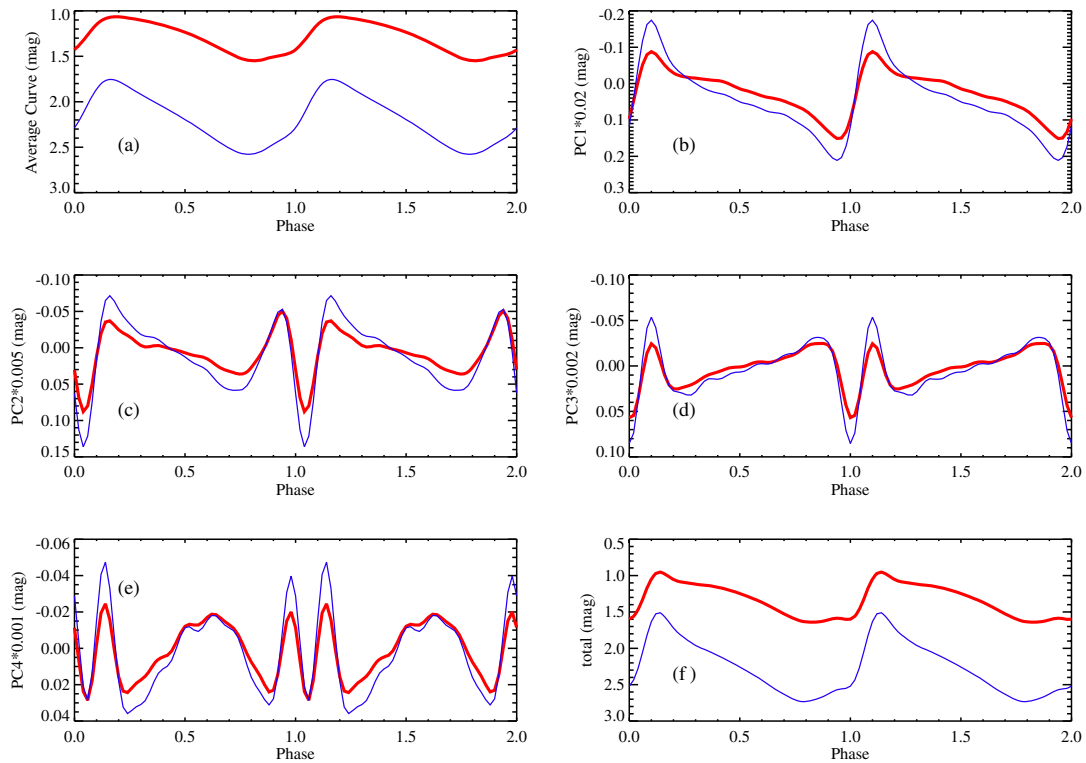 1.0
1.5
2.0
2.5
3.0
Average Curve (mag)
(a)
0.0 0.5 1.0 1.5 2.0
Phase
-0.2
-0.1
0.0
0.1
0.2
0.3
PC1*0.02 (mag)
(b)
0.0 0.5 1.0 1.5 2.0
Phase
-0.10
-0.05
0.00
0.05
0.10
0.15
PC2*0.005 (mag)
(c)
0.0 0.5 1.0 1.5 2.0
Phase
-0.10
-0.05
0.00
0.05
0.10
PC3*0.002 (mag)
(d)
0.0 0.5 1.0 1.5 2.0
Phase
-0.06
-0.04
-0.02
0.00
0.02
0.04
PC4*0.001 (mag)
(e)
0.0 0.5 1.0 1.5 2.0
Phase
0.5
1.0
1.5
2.0
2.5
3.0
total (mag)
(f )
0.0 0.5 1.0 1.5 2.0
Phase